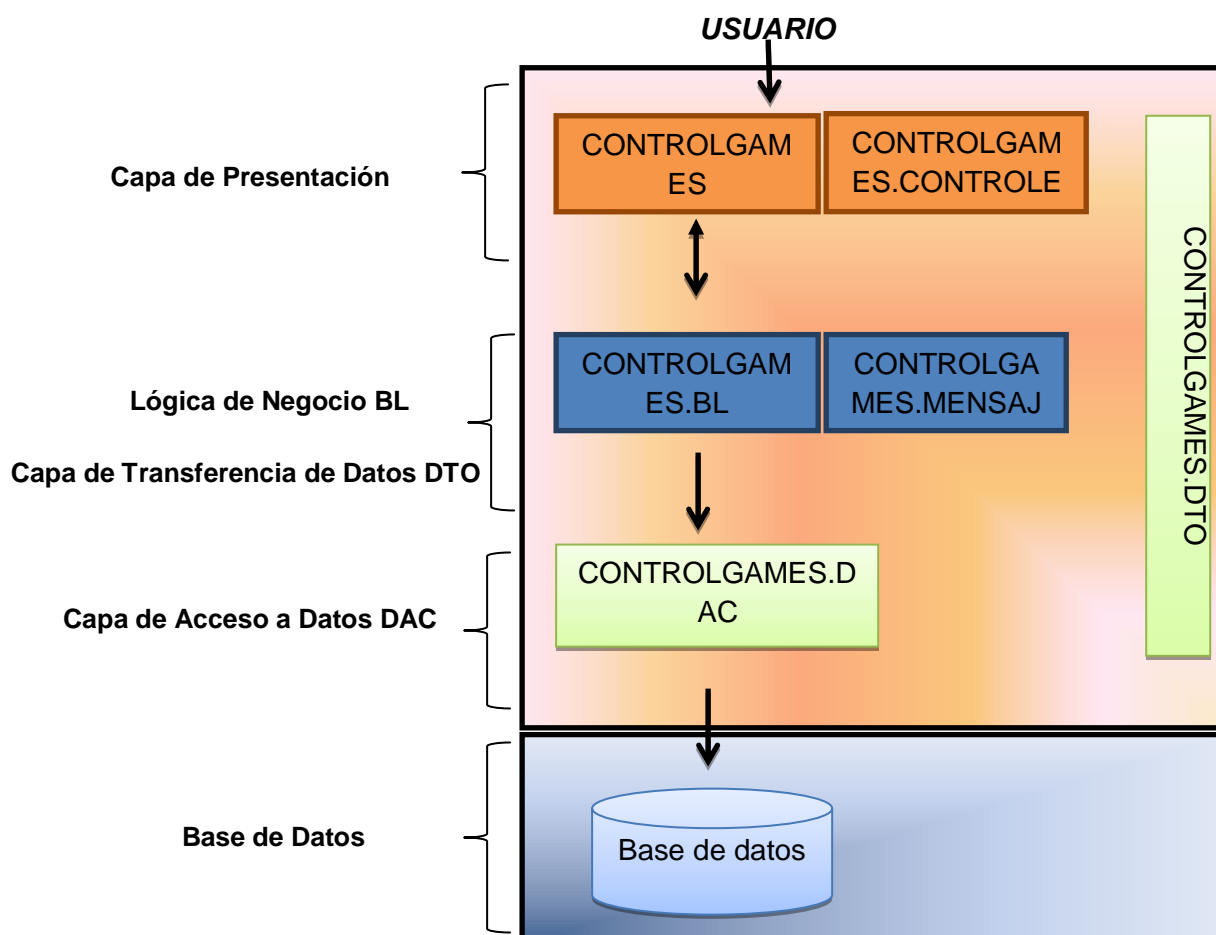 USUARIO
Capa de Presentación
CONTROLGAM
ES
CONTROLGAM
ES.CONTROLE
CONTROLGAMES.DTO
Lógica de Negocio BL
Capa de Transferencia de Datos DTO
CONTROLGAM
ES.BL
CONTROLGA
MES.MENSAJ
Capa de Acceso a Datos DAC
CONTROLGAMES.D
AC
Base de Datos
Base de datos